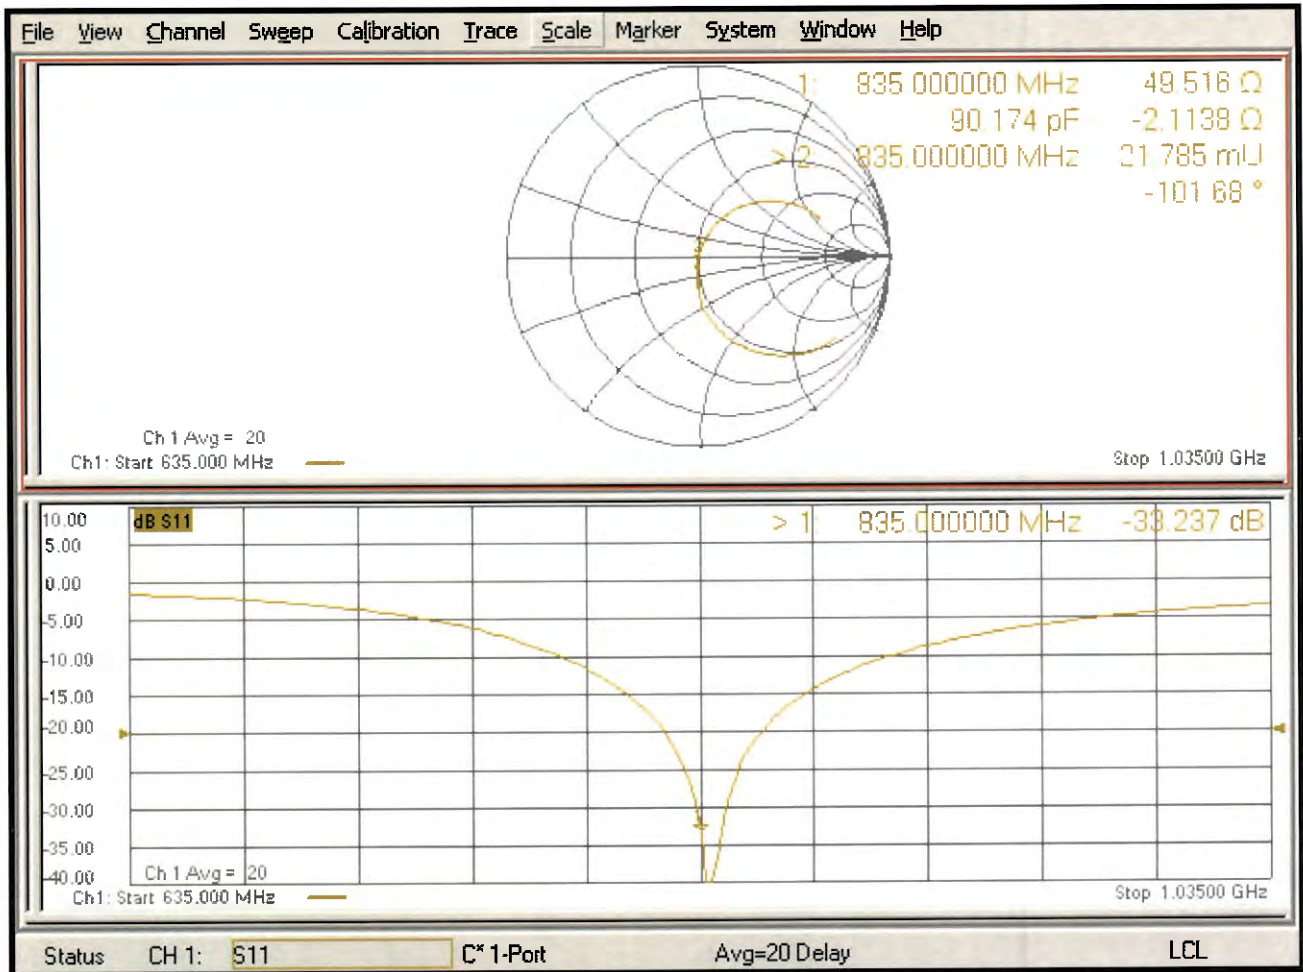 File View Channel Sweep Calibration Trace Scale Marker System Window Help
1: 835.000000 MHz 49.516 Ω
90.174 pF -2.1138 Ω
> 2: 835.000000 MHz 21.785 mU
-101.68 °
Ch 1 Avg = 20
Ch1: Start 635.000 MHz
Stop 1.03500 GHz
10.00 dB S11
> 1: 835.000000 MHz -33.237 dB
5.00
0.00
-5.00
-10.00
-15.00
-20.00
-25.00
-30.00
-35.00
-40.00
Ch 1 Avg = 20
Ch1: Start 635.000 MHz
Stop 1.03500 GHz
Status CH 1: S11 C* 1-Port Avg=20 Delay LCL